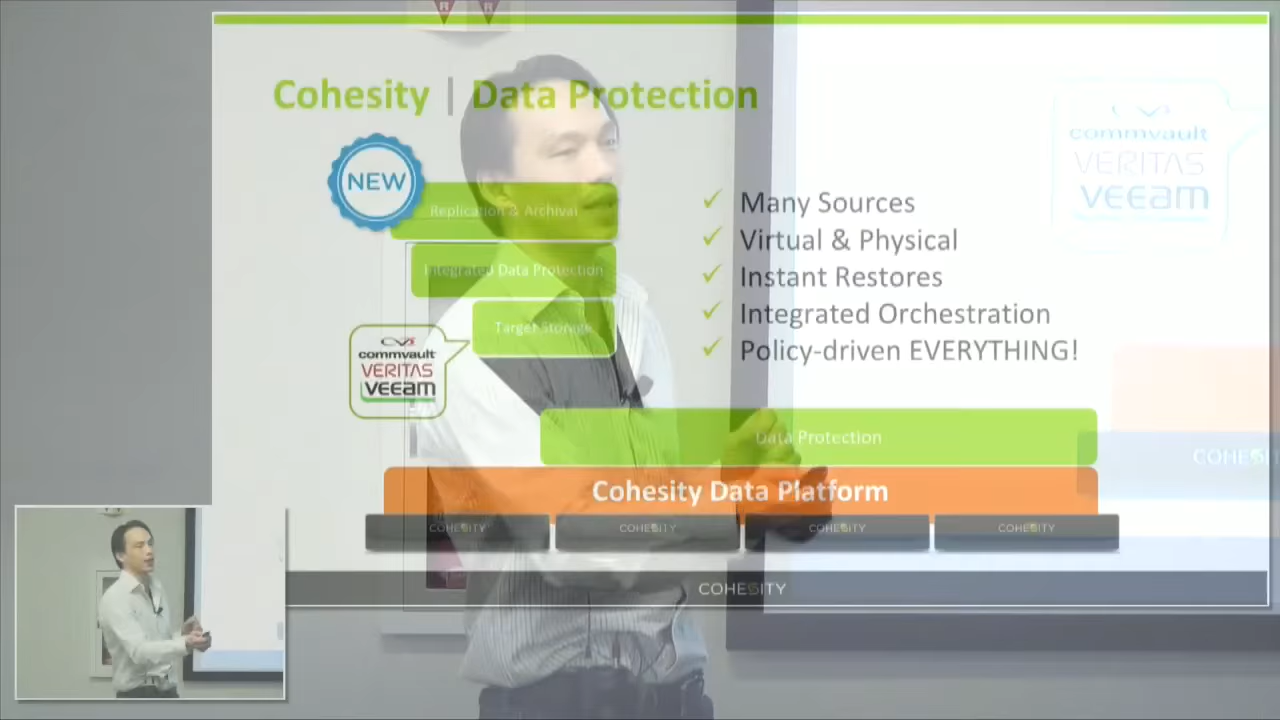 R R
Cohesity | Data Protection
NEW
Replication & Archival
Integrated Data Protection
Target Storage
commvault
VERITAS
VEEAM
Many Sources
Virtual & Physical
Instant Restores
Integrated Orchestration
Policy-driven EVERYTHING!
commvault
VERITAS
VEEAM
Data Protection
Cohesity Data Platform
COHESITY COHESITY COHESITY COHESITY
COHESITY
COHESITY